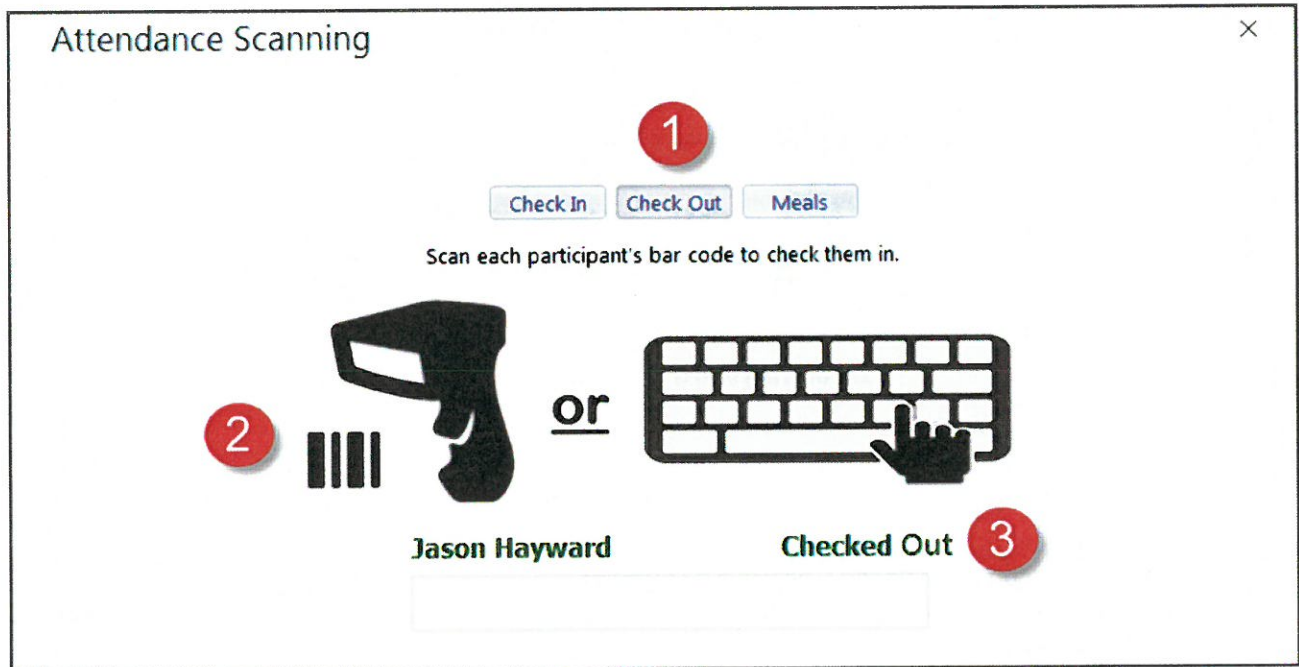 Attendance Scanning
1
Check In Check Out Meals
Scan each participant's bar code to check them in.
2
or
Jason Hayward Checked Out 3